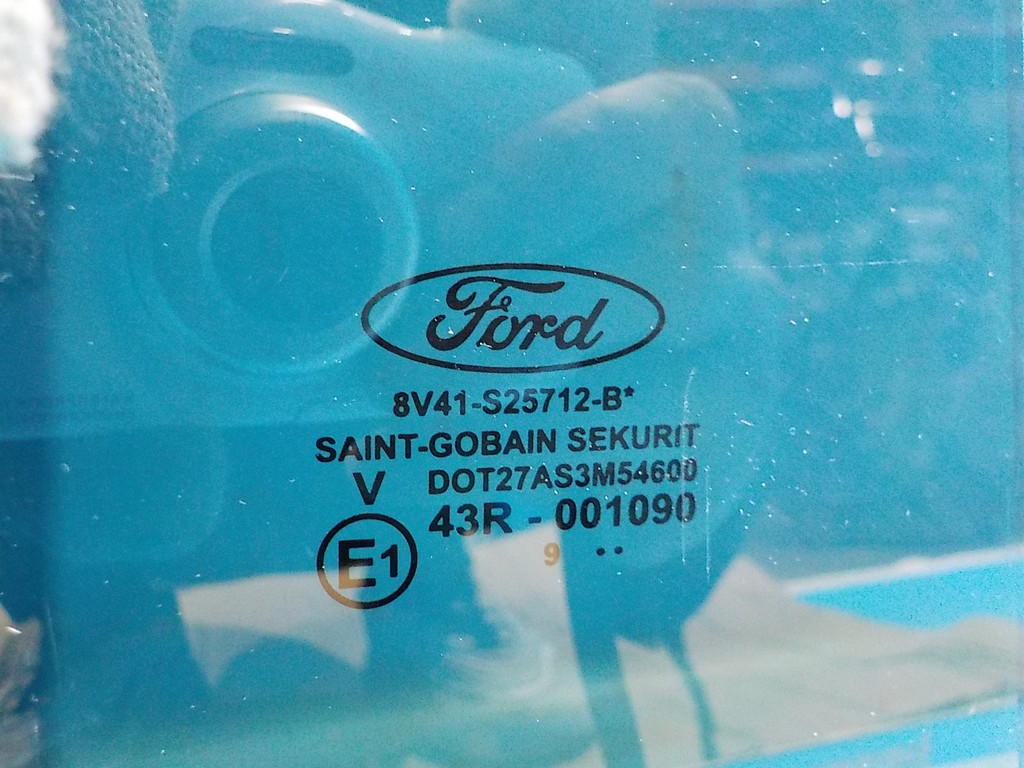 Ford
8V41-S25712-B*
SAINT-GOBAIN SEKURIT
V DOT27AS3M54600
43R - 001090
E1
9 ..